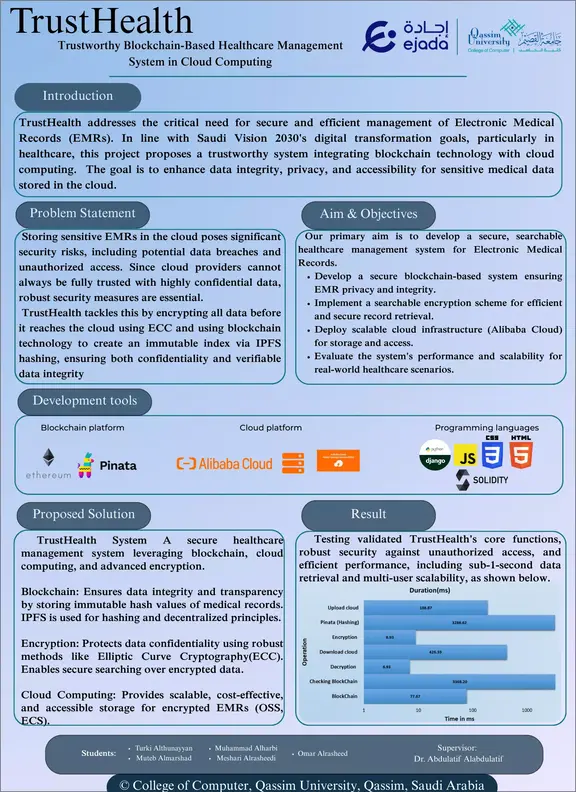 TrustHealth
Trustworthy Blockchain-Based Healthcare Management
System in Cloud Computing
إجادة
ejada
Qassim
University
College of Computer
جامعة القصيم
Introduction
TrustHealth addresses the critical need for secure and efficient management of Electronic Medical
Records (EMRs). In line with Saudi Vision 2030's digital transformation goals, particularly in
healthcare, this project proposes a trustworthy system integrating blockchain technology with cloud
computing. The goal is to enhance data integrity, privacy, and accessibility for sensitive medical data
stored in the cloud.
Problem Statement
Storing sensitive EMRs in the cloud poses significant
security risks, including potential data breaches and
unauthorized access. Since cloud providers cannot
always be fully trusted with highly confidential data,
robust security measures are essential.
TrustHealth tackles this by encrypting all data before
it reaches the cloud using ECC and using blockchain
technology to create an immutable index via IPFS
hashing, ensuring both confidentiality and verifiable
data integrity
Aim & Objectives
Our primary aim is to develop a secure, searchable
healthcare management system for Electronic Medical
Records.
• Develop a secure blockchain-based system ensuring
EMR privacy and integrity.
• Implement a searchable encryption scheme for efficient
and secure record retrieval.
• Deploy scalable cloud infrastructure (Alibaba Cloud)
for storage and access.
• Evaluate the system's performance and scalability for
real-world healthcare scenarios.
Development tools
Blockchain platform
ethereum
Pinata
Cloud platform
Alibaba Cloud
Programming languages
python
django
JS
CSS
3
HTML
5
SOLIDITY
Proposed Solution
TrustHealth System A secure healthcare
management system leveraging blockchain, cloud
computing, and advanced encryption.
Blockchain: Ensures data integrity and transparency
by storing immutable hash values of medical records.
IPFS is used for hashing and decentralized principles.
Encryption: Protects data confidentiality using robust
methods like Elliptic Curve Cryptography(ECC).
Enables secure searching over encrypted data.
Cloud Computing: Provides scalable, cost-effective,
and accessible storage for encrypted EMRs (OSS,
ECS).
Result
Testing validated TrustHealth's core functions,
robust security against unauthorized access, and
efficient performance, including sub-1-second data
retrieval and multi-user scalability, as shown below.
Duration(ms)
Operation
Upload cloud
Pinata (Hashing)
Encryption
Download cloud
Decryption
Checking BlockChain
BlockChain
77.07
1 10 100 1000
Time in ms
Students:
• Turki Althunayyan
• Muteb Almarshad
• Muhammad Alharbi
• Meshari Alrasheedi
• Omar Alrasheed
Supervisor:
Dr. Abdulatif Alabdulatif
© College of Computer, Qassim University, Qassim, Saudi Arabia